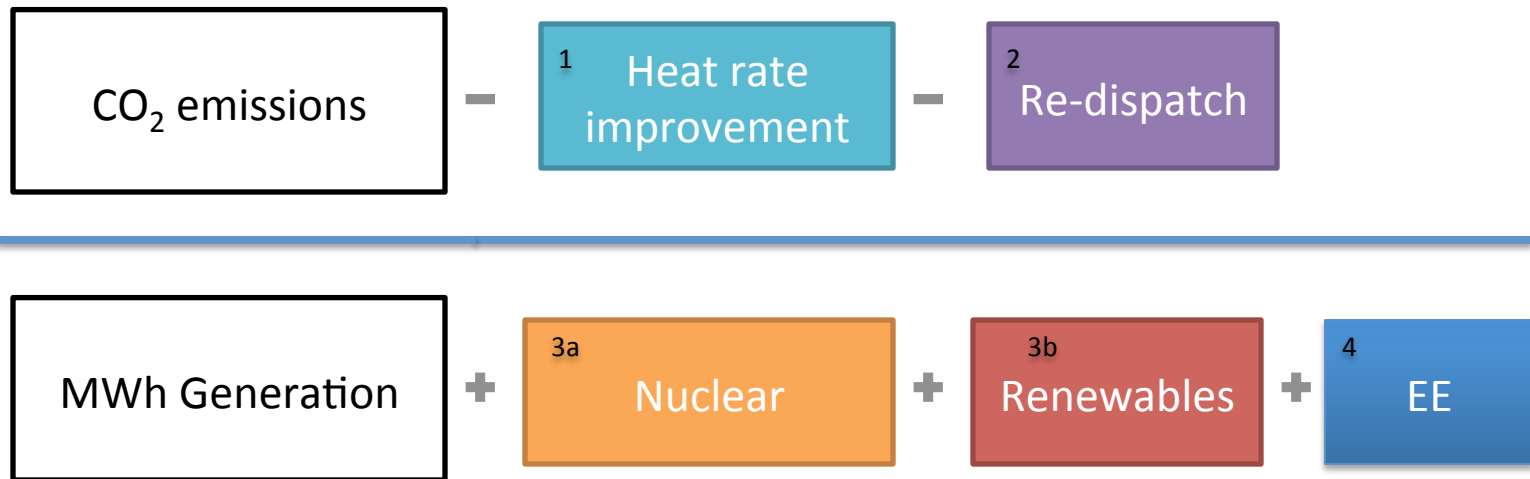 CO₂ emissions
-
1
Heat rate
improvement
-
2
Re-dispatch
MWh Generation
+
3a
Nuclear
+
3b
Renewables
+
4
EE